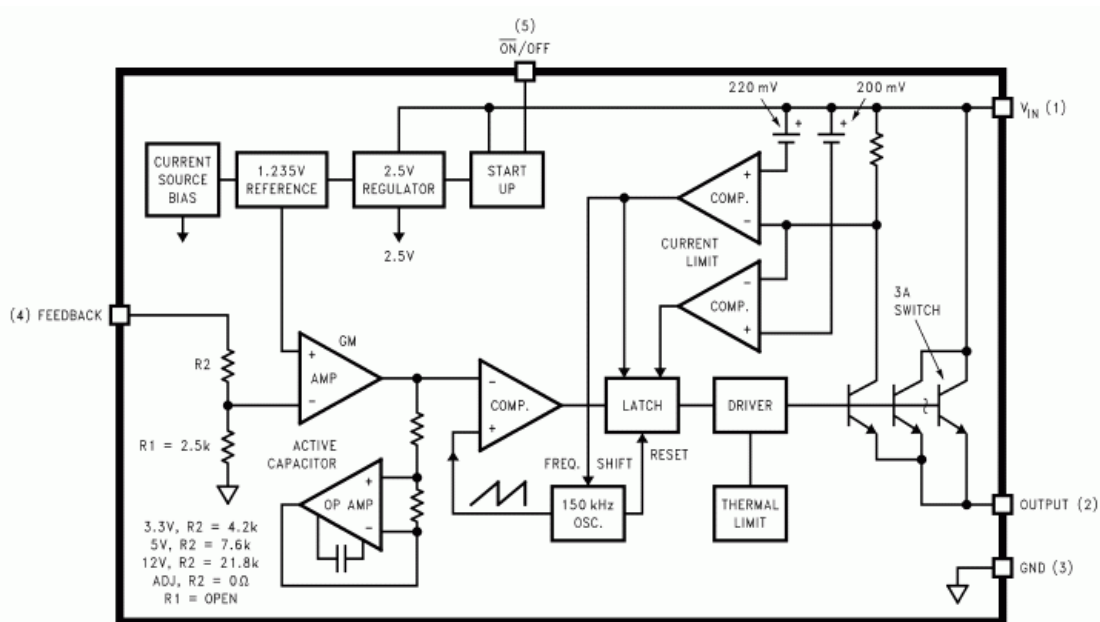 (5)
ON/OFF
220 mV
200 mV
VIN (1)
CURRENT
SOURCE
BIAS
1.235V
REFERENCE
2.5V
REGULATOR
START
UP
+
+
+
COMP.
-
2.5V
CURRENT
LIMIT
-
COMP.
+
3A
SWITCH
(4) FEEDBACK
GM
R2
+
AMP
-
-
COMP.
+
LATCH
DRIVER
R1 = 2.5k
ACTIVE
CAPACITOR
FREQ. SHIFT
RESET
+
OP AMP
-
150 kHz
OSC.
THERMAL
LIMIT
OUTPUT (2)
3.3V, R2 = 4.2k
5V, R2 = 7.6k
12V, R2 = 21.8k
ADJ, R2 = 0Ω
R1 = OPEN
GND (3)